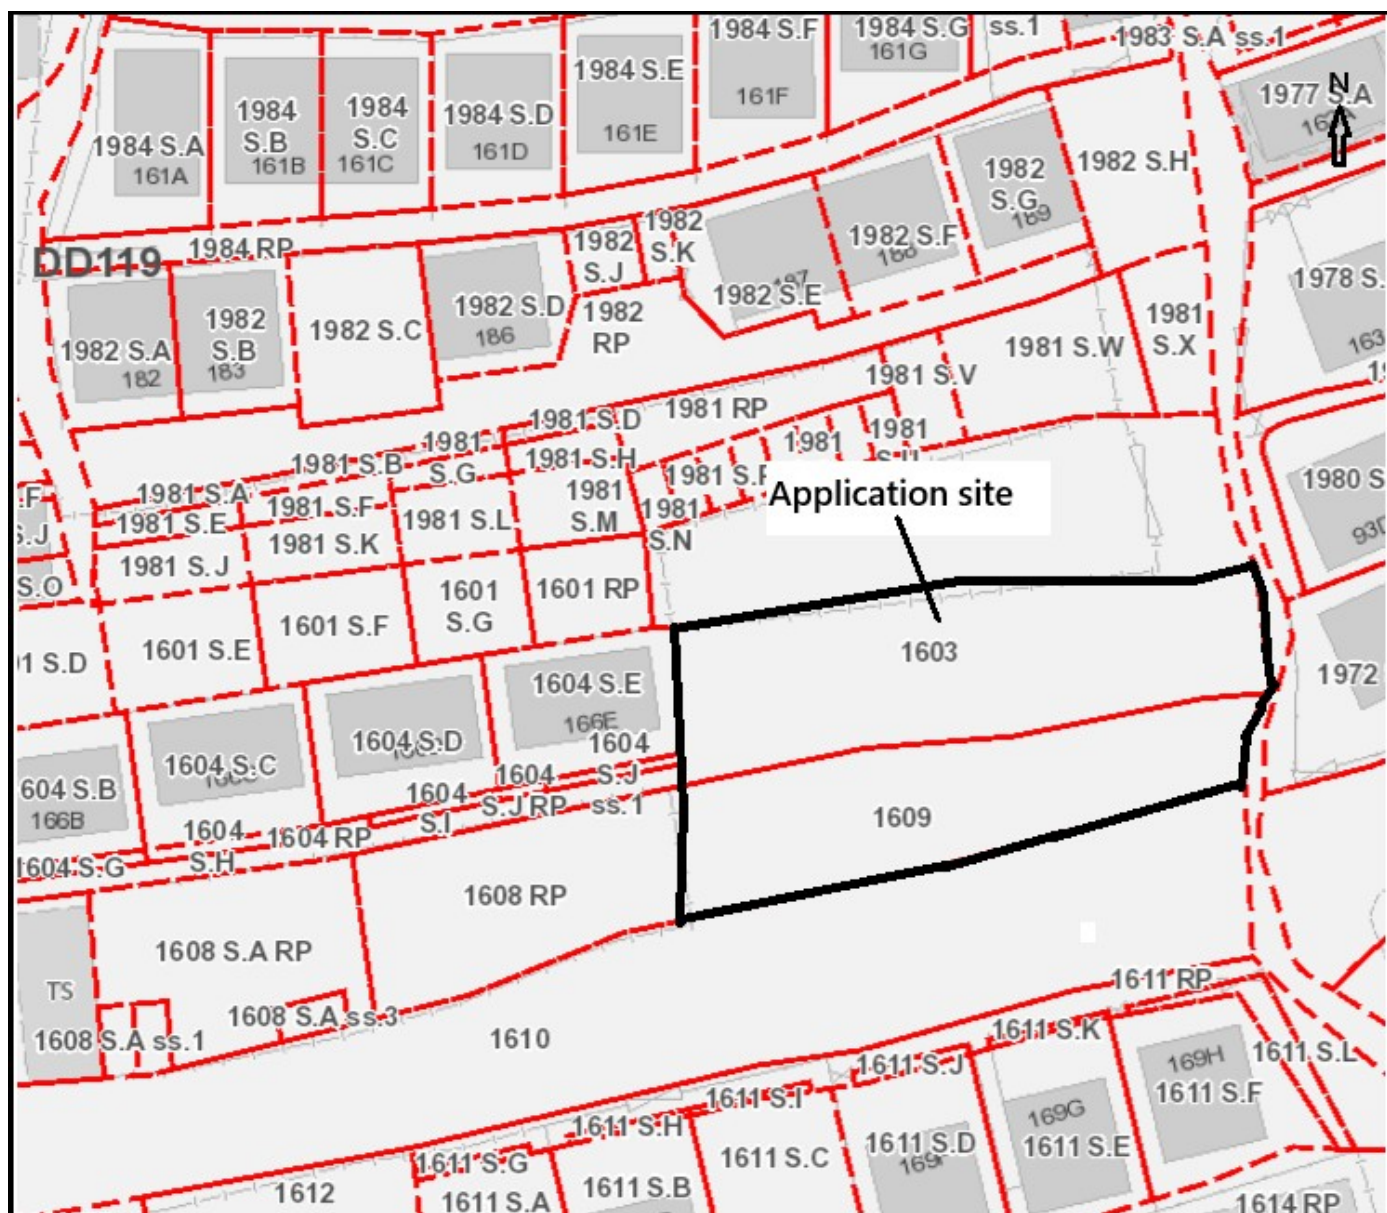 1984 S.F
1984 S.G
161G
ss.1
1983 S.A ss.1
1984 S.E
161E
161F
1977 S.A
N
1984 S.A
161A
1984
S.B
161B
1984
S.C
161C
1984 S.D
161D
1982
S.G
189
1982 S.H
DD119
1984 RP
1982
S.J
1982
S.K
1982 S.F
188
187
1982 S.E
1978 S.
163
1982 S.A
182
1982
S.B
183
1982 S.C
1982 S.D
186
1982
RP
1981 S.W
1981
S.X
1981 S.V
1981 RP
1981 S.D
1981
S.G
1981 S.H
1981 S.B
1981 S.A
1981 S.F
1981 S.E
1981
1981
1980 S
93D
Application site
1981
S.M
1981
S.N
1981 S.L
1981 S.K
1981 S.J
.F
S.J
S.O
1601 RP
1601
S.G
1601 S.F
1601 S.E
1 S.D
1603
1972
1604 S.E
166E
1604 S.D
1604 S.C
1604 S.B
166B
1604
S.J
1604
S.J RP
ss.1
1604
S.I
1604 RP
1604
S.H
1604 S.G
1609
1608 RP
1608 S.A RP
TS
1608 S.A ss.1
1608 S.A ss.3
1610
1611 RP
1611 S.K
1611 S.J
1611 S.I
1611 S.H
1611 S.G
1611 S.L
169H
1611 S.F
169G
1611 S.E
1611 S.D
1611 S.C
1611 S.B
1611 S.A
1612
1614 RP